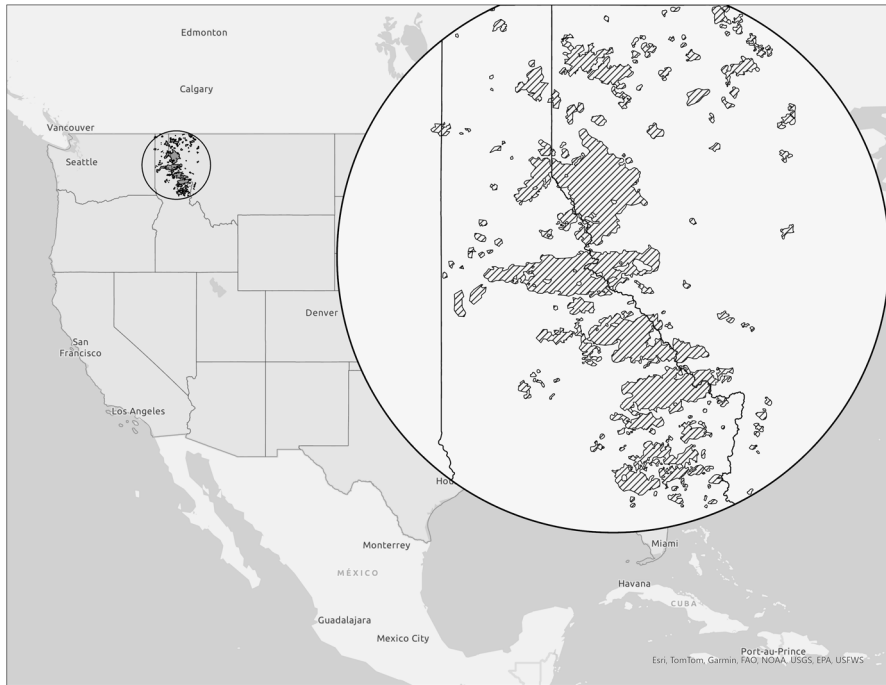 Edmonton
Calgary
Vancouver
Seattle
Denver
San
Francisco
Los Angeles
Hou
Monterrey
Miami
MÉXICO
Havana
CUBA
Guadalajara
Mexico City
Port-au-Prince
Esri, TomTom, Garmin, FAO, NOAA, USGS, EPA, USFWS